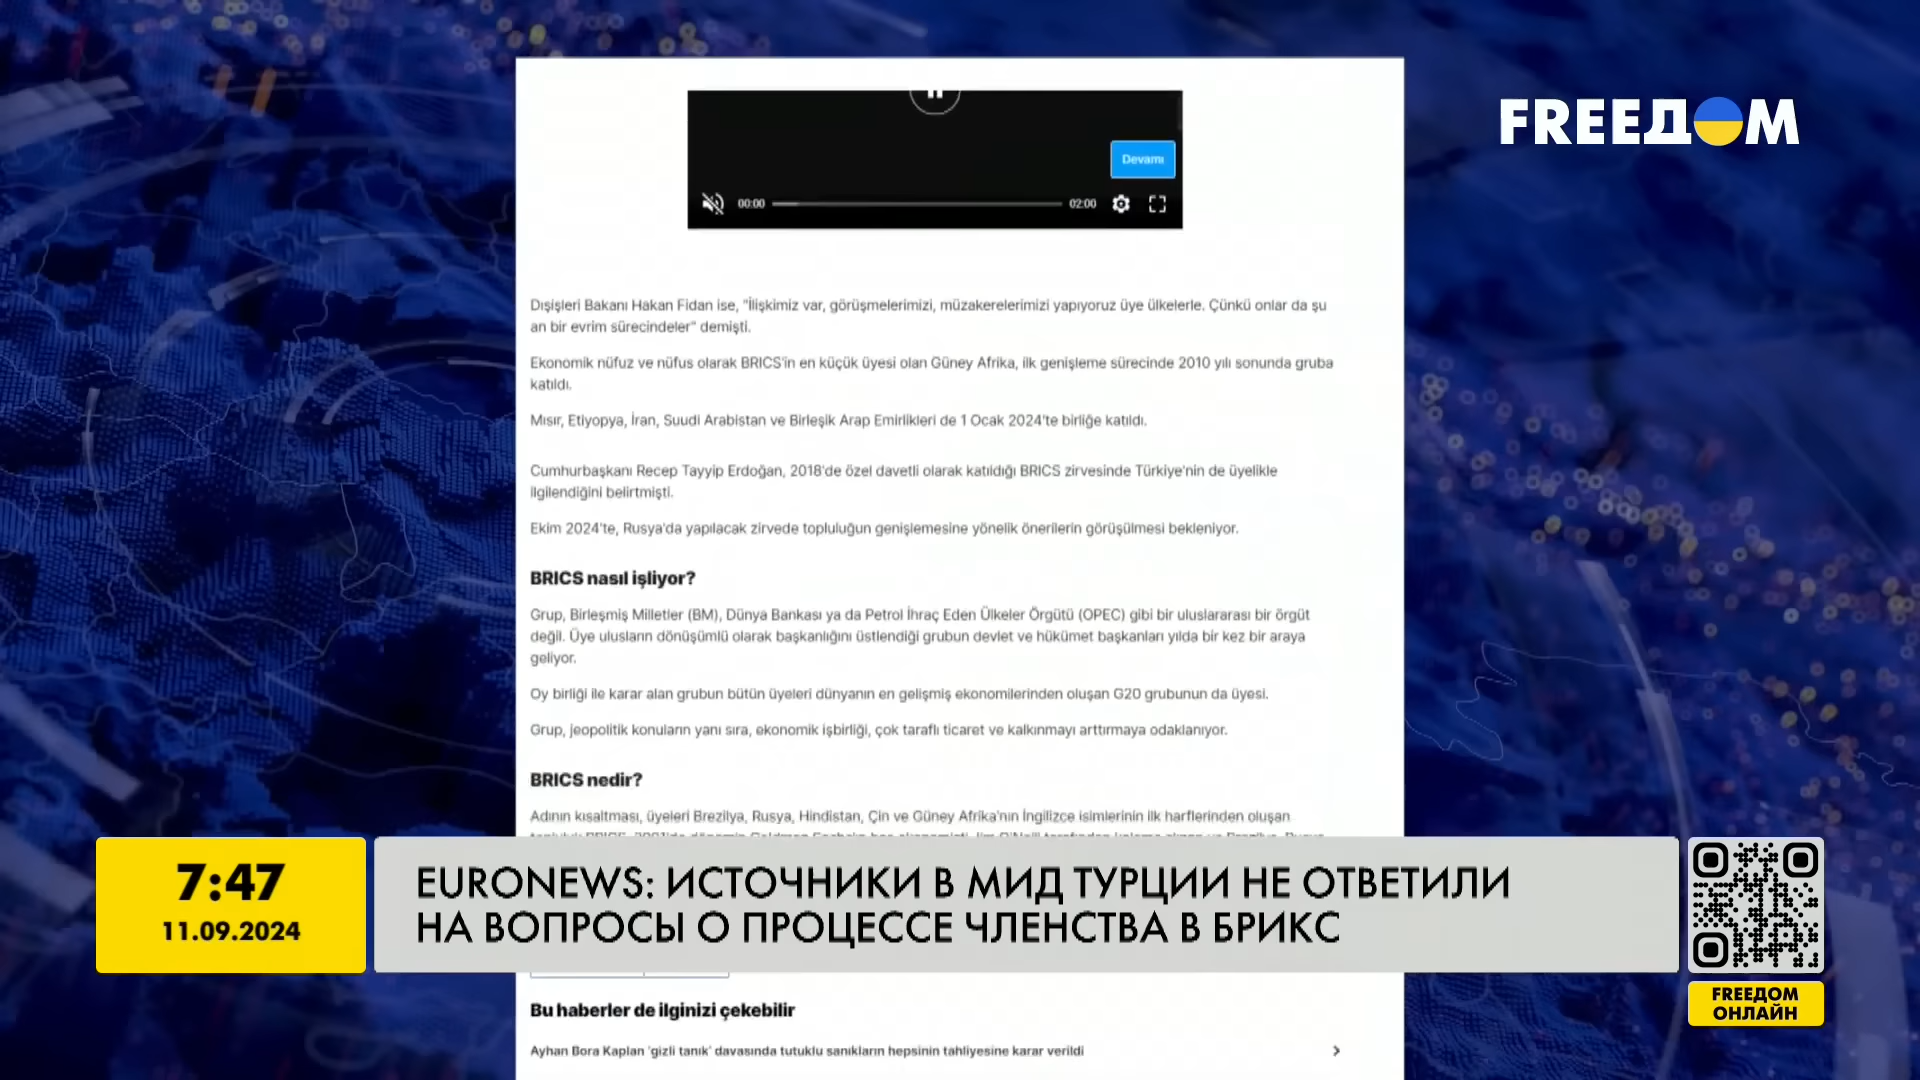 FREEДOM
Devamı
00:00
02:00
Dışişleri Bakanı Hakan Fidan ise, "İlişkimiz var, görüşmelerimizi, müzakerelerimizi yapıyoruz üye ülkelerle. Çünkü onlar da şu
an bir evrim sürecindeler" demişti.
Ekonomik nüfuz ve nüfus olarak BRICS'in en küçük üyesi olan Güney Afrika, ilk genişleme sürecinde 2010 yılı sonunda gruba
katıldı.
Mısır, Etiyopya, İran, Suudi Arabistan ve Birleşik Arap Emirlikleri de 1 Ocak 2024'te birliğe katıldı.
Cumhurbaşkanı Recep Tayyip Erdoğan, 2018'de özel davetli olarak katıldığı BRICS zirvesinde Türkiye'nin de üyelikle
ilgilendiğini belirtmişti.
Ekim 2024'te, Rusya'da yapılacak zirvede topluluğun genişlemesine yönelik önerilerin görüşülmesi bekleniyor.
BRICS nasıl işliyor?
Grup, Birleşmiş Milletler (BM), Dünya Bankası ya da Petrol İhraç Eden Ülkeler Örgütü (OPEC) gibi bir uluslararası bir örgüt
değil. Üye ulusların dönüşümlü olarak başkanlığını üstlendiği grubun devlet ve hükümet başkanları yılda bir kez bir araya
geliyor.
Oy birliği ile karar alan grubun bütün üyeleri dünyanın en gelişmiş ekonomilerinden oluşan G20 grubunun da üyesi.
Grup, jeopolitik konuların yanı sıra, ekonomik işbirliği, çok taraflı ticaret ve kalkınmayı arttırmaya odaklanıyor.
BRICS nedir?
Adının kısaltması, üyeleri Brezilya, Rusya, Hindistan, Çin ve Güney Afrika'nın İngilizce isimlerinin ilk harflerinden oluşan
7:47
11.09.2024
EURONEWS: ИСТОЧНИКИ В МИД ТУРЦИИ НЕ ОТВЕТИЛИ
НА ВОПРОСЫ О ПРОЦЕССЕ ЧЛЕНСТВА В БРИКС
FREEДOM
ОНЛАЙН
Bu haberler de ilginizi çekebilir
Ayhan Bora Kaplan 'gizli tanık' davasında tutuklu sanıkların hepsinin tahliyesine karar verildi